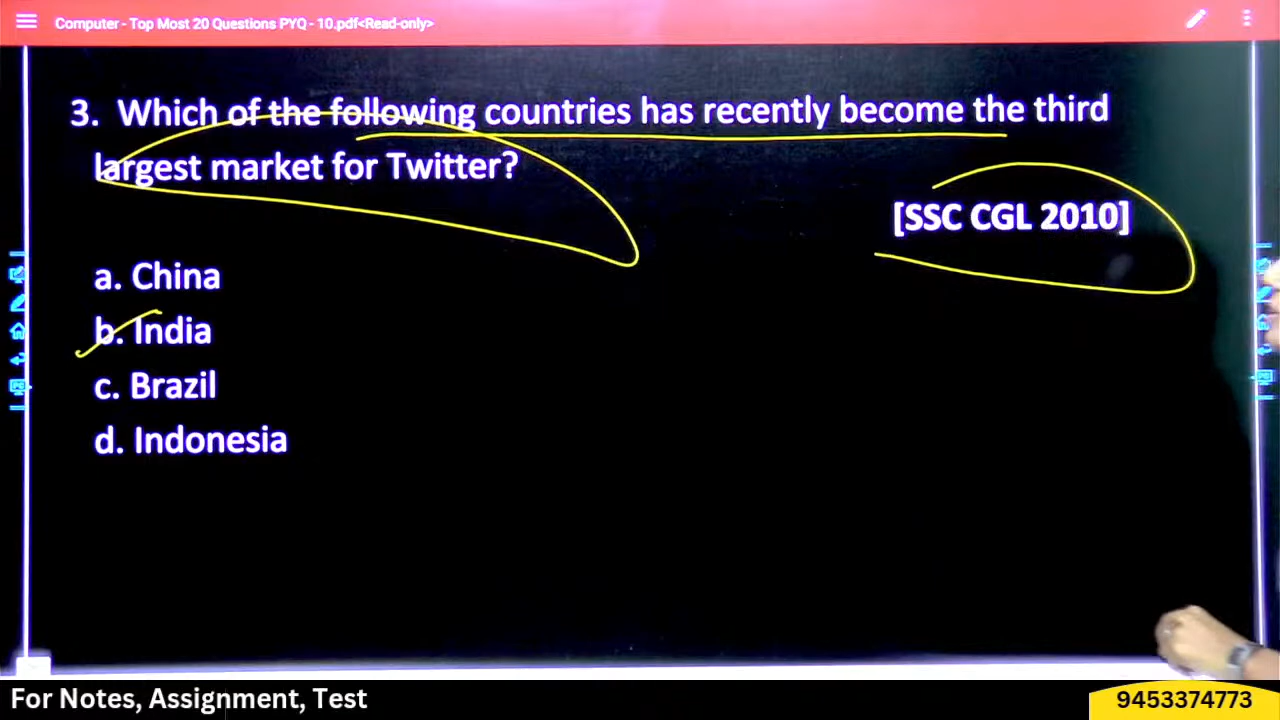 Computer - Top Most 20 Questions PYQ - 10.pdf<Read-only>
3. Which of the following countries has recently become the third
largest market for Twitter?
[SSC CGL 2010]
a. China
b. India
c. Brazil
d. Indonesia
For Notes, Assignment, Test
9453374773